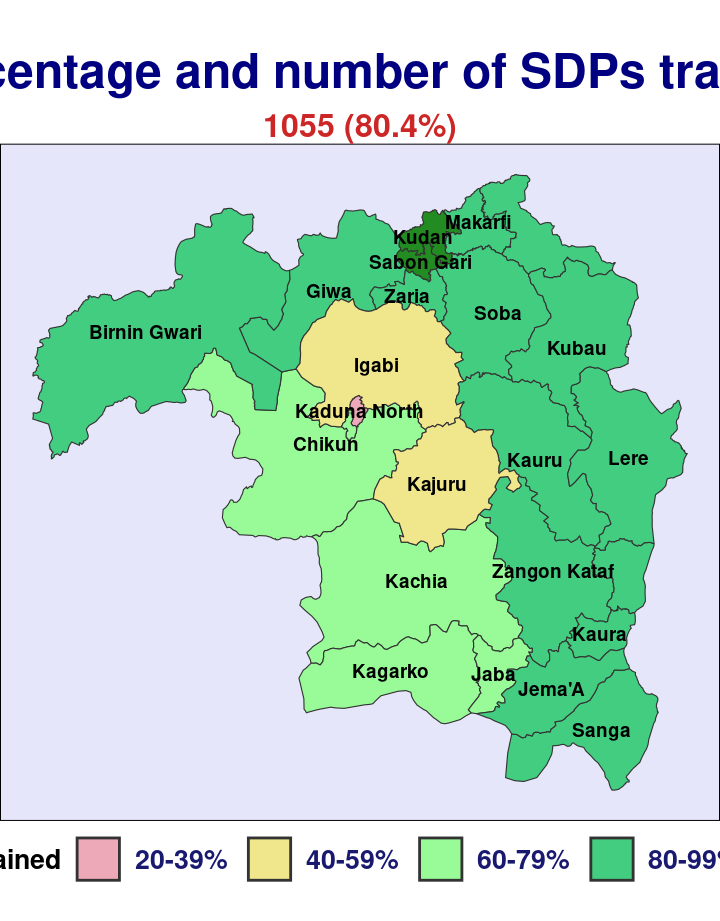 centage and number of SDPs tra
1055 (80.4%)
Makarfi
Kudan
Sabon Gari
Giwa
Zaria
Soba
Birnin Gwari
Kubau
Igabi
Kaduna North
Chikun
Kauru
Lere
Kajuru
Zangon Kataf
Kachia
Kaura
Kagarko
Jaba
Jema'A
Sanga
ained 20-39% 40-59% 60-79% 80-99%